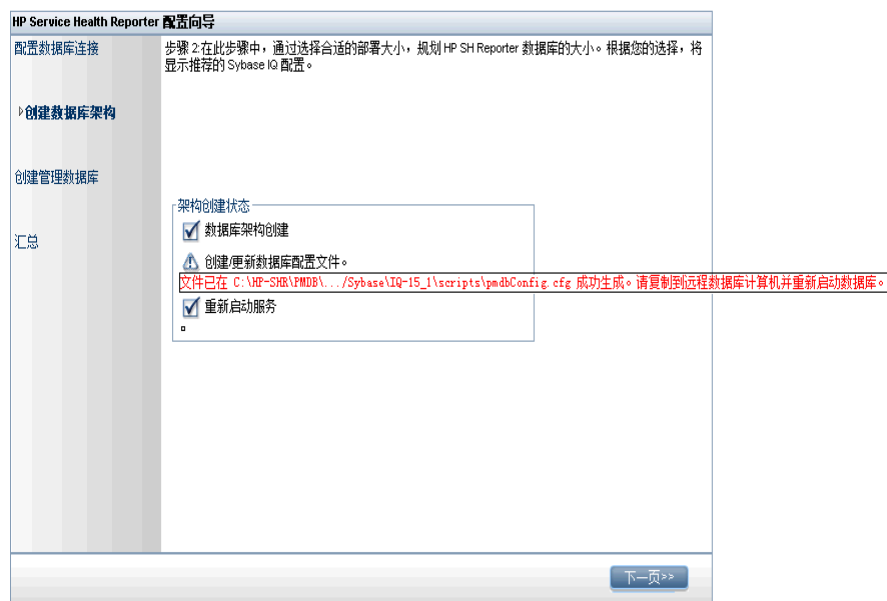 HP Service Health Reporter 配置向导
配置数据库连接
步骤 2:在此步骤中，通过选择合适的部署大小，规划 HP SH Reporter 数据库的大小。根据您的选择，将
显示推荐的 Sybase IQ 配置。
创建数据库架构
创建管理数据库
汇总
架构创建状态
数据库架构创建
创建/更新数据库配置文件。
文件已在 C:\HP-SHR\PMDB\.../Sybase\IQ-15_1\scripts\pmdbConfig.cfg 成功生成。请复制到远程数据库计算机并重新启动数据库。
重新启动服务
下一页>>